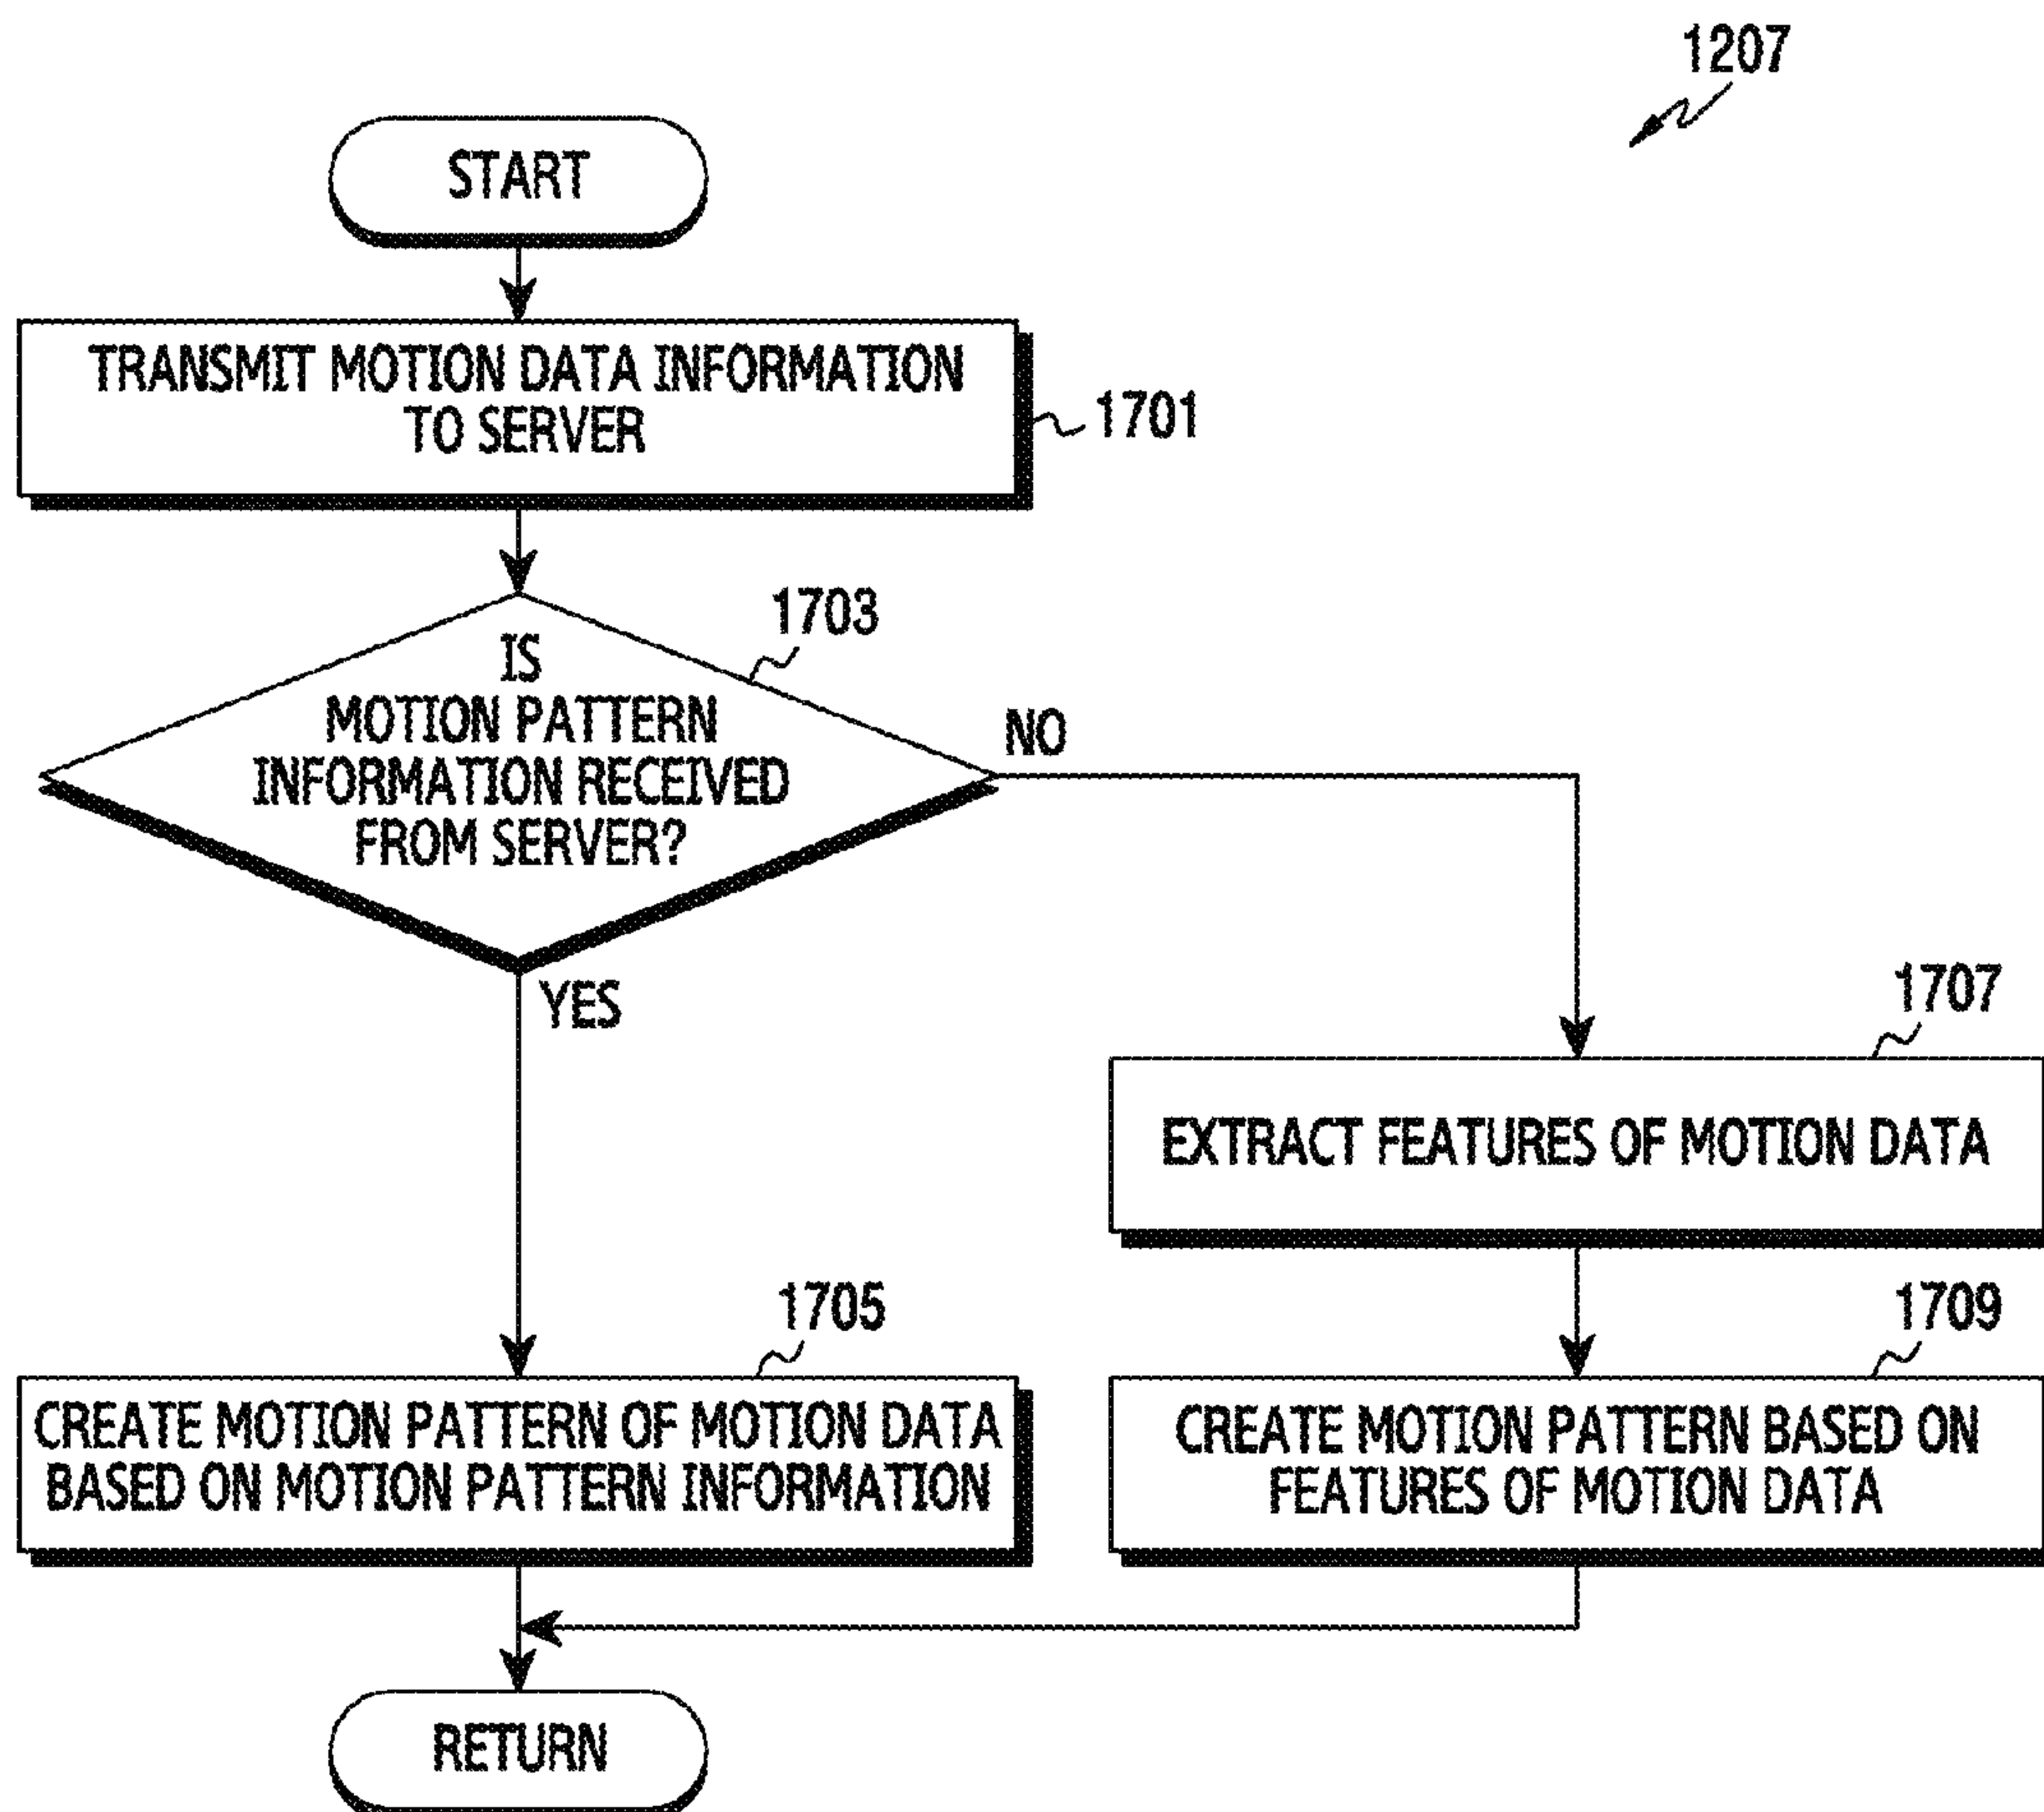 1207
START
TRANSMIT MOTION DATA INFORMATION
TO SERVER
1701
1703
IS
MOTION PATTERN
INFORMATION RECEIVED
FROM SERVER?
NO
YES
1707
EXTRACT FEATURES OF MOTION DATA
1705
CREATE MOTION PATTERN OF MOTION DATA
BASED ON MOTION PATTERN INFORMATION
1709
CREATE MOTION PATTERN BASED ON
FEATURES OF MOTION DATA
RETURN